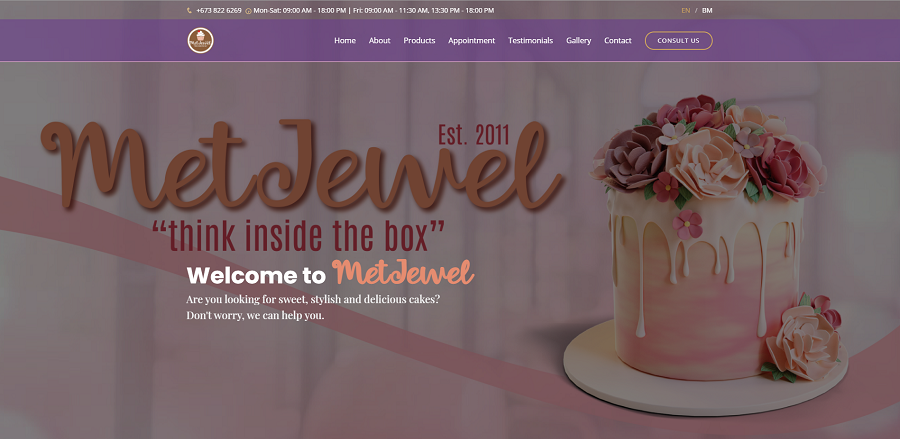 +673 822 6269 Mon-Sat: 09:00 AM - 18:00 PM | Fri: 09:00 AM - 11:30 AM, 13:30 PM - 18:00 PM EN / BM
MetJewel Home About Products Appointment Testimonials Gallery Contact CONSULT US
Est. 2011
MetJewel
“think inside the box”
Welcome to MetJewel
Are you looking for sweet, stylish and delicious cakes?
Don't worry, we can help you.